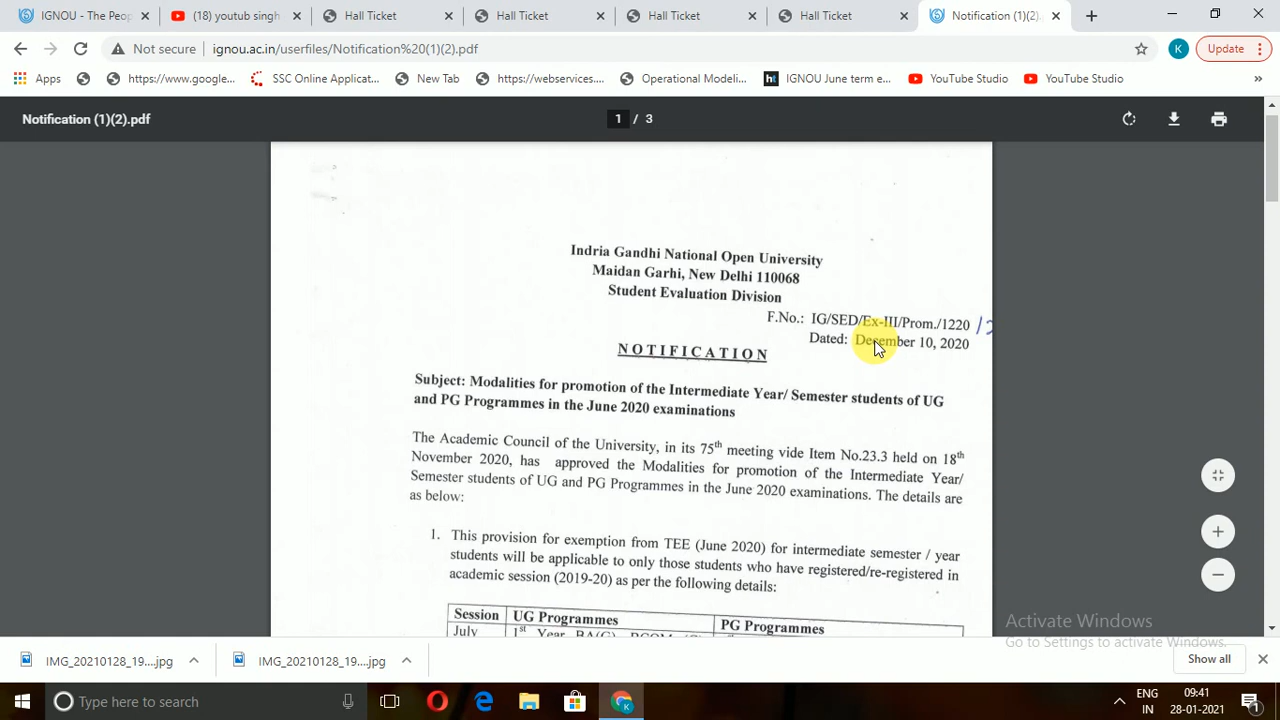 IGNOU - The Peop
(18) youtub singh
Hall Ticket
Hall Ticket
Hall Ticket
Hall Ticket
Notification (1)(2).
Not secure
ignou.ac.in/userfiles/Notification%20(1)(2).pdf
K
Update
Apps
https://www.google...
SSC Online Applicat...
New Tab
https://webservices....
Operational Modeli...
ht
IGNOU June term e...
YouTube Studio
YouTube Studio
»
Notification (1)(2).pdf
1 / 3
Indria Gandhi National Open University
Maidan Garhi, New Delhi 110068
Student Evaluation Division
F.No.: IG/SED/Ex-III/Prom./1220
Dated: December 10, 2020
NOTIFICATION
Subject: Modalities for promotion of the Intermediate Year/ Semester students of UG
and PG Programmes in the June 2020 examinations
The Academic Council of the University, in its 75th meeting vide Item No.23.3 held on 18th
November 2020, has approved the Modalities for promotion of the Intermediate Year/
Semester students of UG and PG Programmes in the June 2020 examinations. The details are
as below:
1. This provision for exemption from TEE (June 2020) for intermediate semester / year
students will be applicable to only those students who have registered/re-registered in
academic session (2019-20) as per the following details:
Session UG Programmes PG Programmes
July 1st Year BA(G)
Activate Windows
Go to Settings to activate Windows.
IMG_20210128_19....jpg
IMG_20210128_19....jpg
Show all
Type here to search
K
ENG
IN
09:41
28-01-2021
1